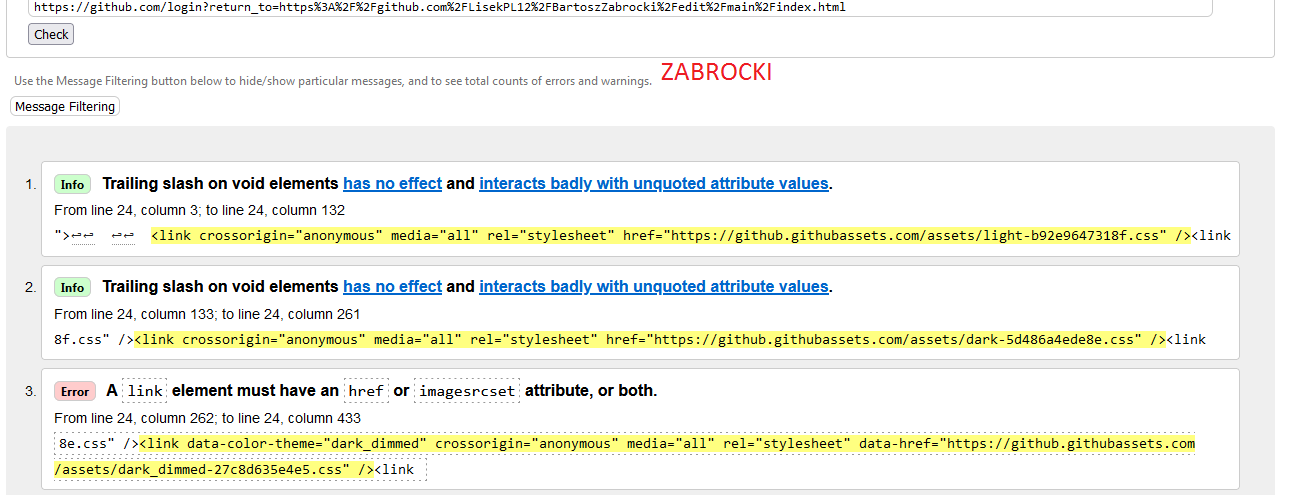 https://github.com/login?return_to=https%3A%2F%2Fgithub.com%2FLisekPL12%2FBartoszZabrocki%2Fedit%2Fmain%2Findex.html
Check
Use the Message Filtering button below to hide/show particular messages, and to see total counts of errors and warnings. ZABROCKI
Message Filtering
1. Info Trailing slash on void elements has no effect and interacts badly with unquoted attribute values.
From line 24, column 3; to line 24, column 132
">↩↩ ↩↩ <link crossorigin="anonymous" media="all" rel="stylesheet" href="https://github.githubassets.com/assets/light-b92e9647318f.css" /><link
2. Info Trailing slash on void elements has no effect and interacts badly with unquoted attribute values.
From line 24, column 133; to line 24, column 261
8f.css" /><link crossorigin="anonymous" media="all" rel="stylesheet" href="https://github.githubassets.com/assets/dark-5d486a4ede8e.css" /><link
3. Error A link element must have an href or imagesrcset attribute, or both.
From line 24, column 262; to line 24, column 433
8e.css" /><link data-color-theme="dark_dimmed" crossorigin="anonymous" media="all" rel="stylesheet" data-href="https://github.githubassets.com
/assets/dark_dimmed-27c8d635e4e5.css" /><link